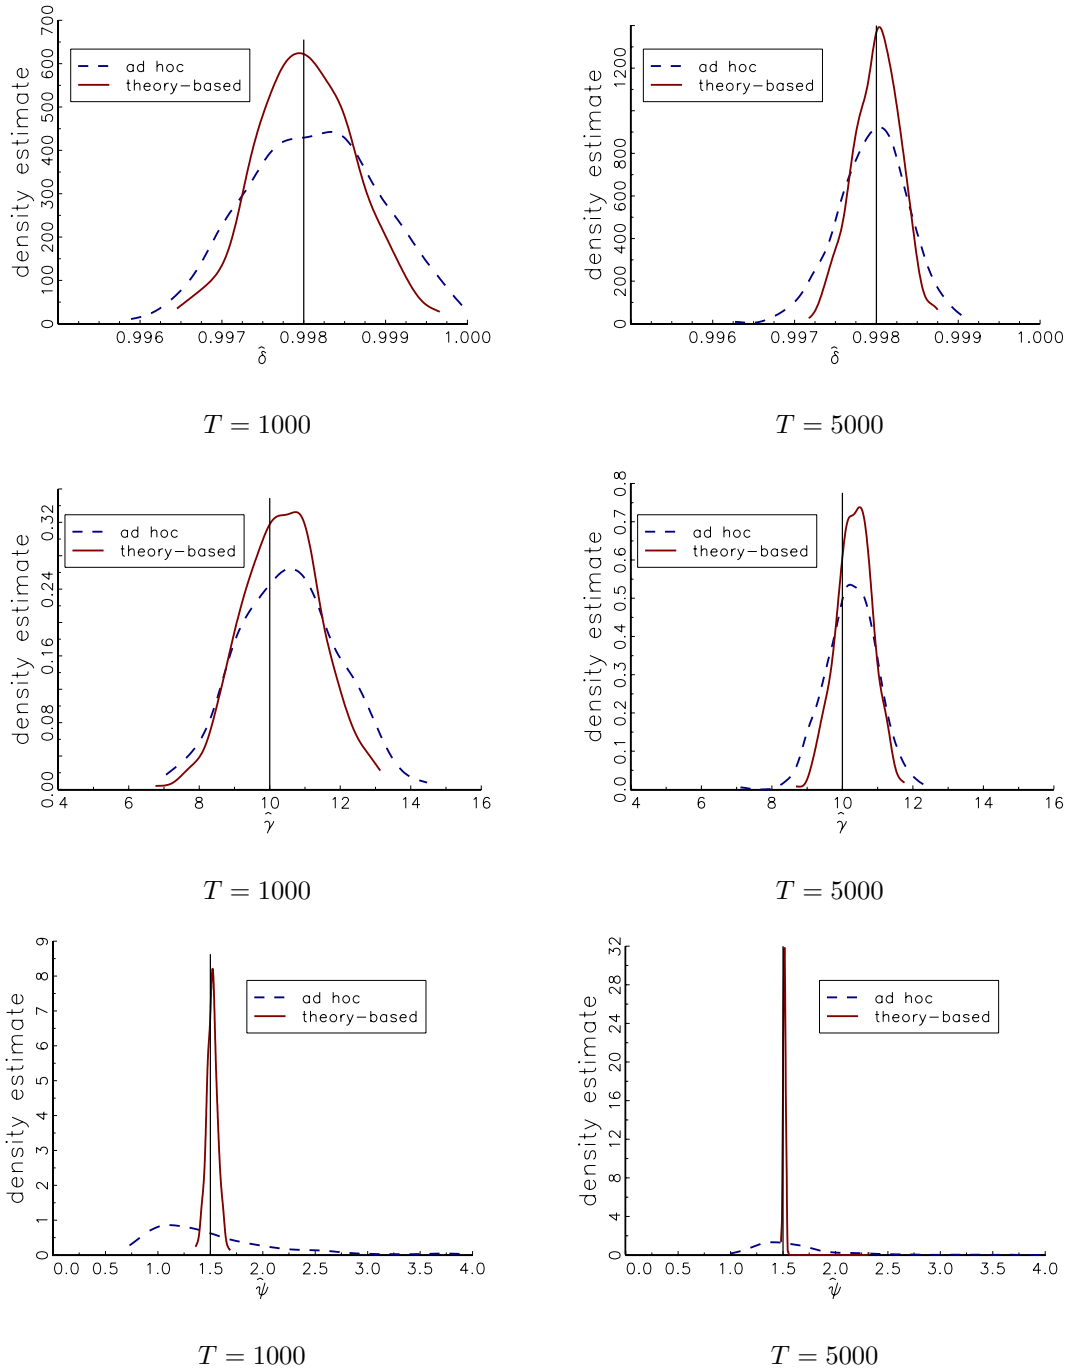 density estimate
0 100 200 300 400 500 600 700
ad hoc
theory-based
0.996 0.997 0.998 0.999 1.000
δ̂
T = 1000
density estimate
200 400 600 800 1200
0
ad hoc
theory-based
0.996 0.997 0.998 0.999 1.000
δ̂
T = 5000
density estimate
0.00 0.08 0.16 0.24 0.32
ad hoc
theory-based
4 6 8 10 12 14 16
γ̂
T = 1000
density estimate
0.0 0.1 0.2 0.3 0.4 0.5 0.6 0.7 0.8
ad hoc
theory-based
4 6 8 10 12 14 16
γ̂
T = 5000
density estimate
0 1 2 3 4 5 6 7 8 9
ad hoc
theory-based
0.0 0.5 1.0 1.5 2.0 2.5 3.0 3.5 4.0
ψ̂
T = 1000
density estimate
0 4 8 12 16 20 24 28 32
ad hoc
theory-based
0.0 0.5 1.0 1.5 2.0 2.5 3.0 3.5 4.0
ψ̂
T = 5000